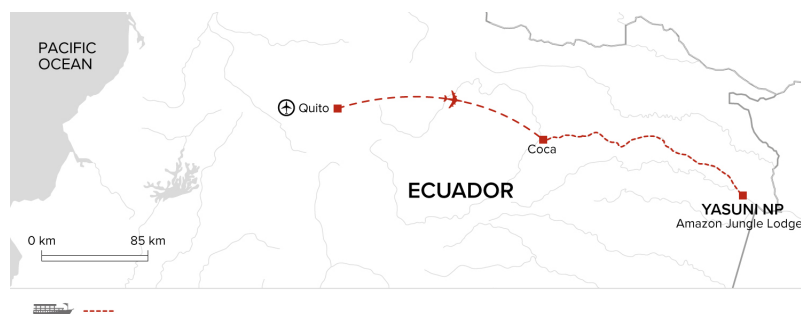 PACIFIC
OCEAN
Quito
Coca
ECUADOR
YASUNI NP
Amazon Jungle Lodge
0 km
85 km